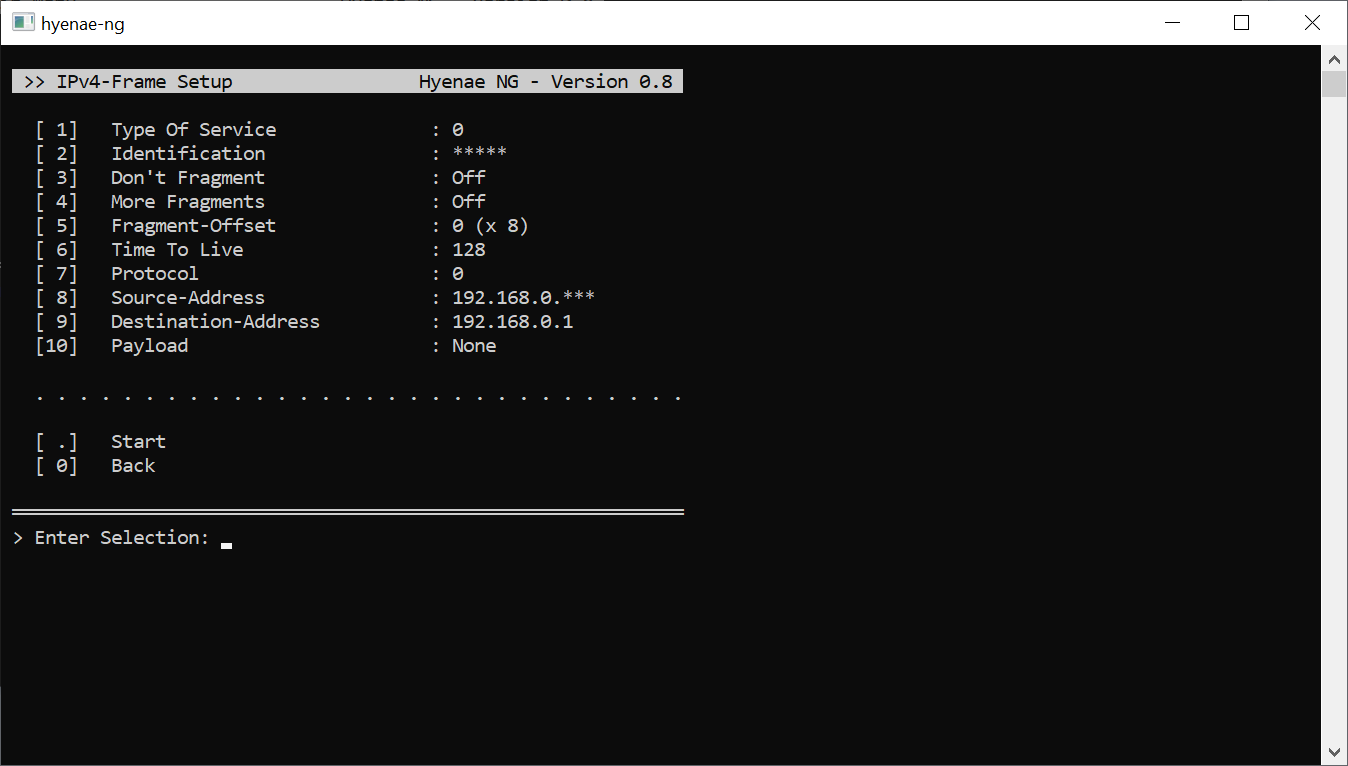 hyenae-ng
>> IPv4-Frame Setup Hyenae NG - Version 0.8
[ 1] Type Of Service : 0
[ 2] Identification : *****
[ 3] Don't Fragment : Off
[ 4] More Fragments : Off
[ 5] Fragment-Offset : 0 (x 8)
[ 6] Time To Live : 128
[ 7] Protocol : 0
[ 8] Source-Address : 192.168.0.***
[ 9] Destination-Address : 192.168.0.1
[10] Payload : None
. . . . . . . . . . . . . . . . . . . . . . . . . . . . . .
[ .] Start
[ 0] Back
> Enter Selection: